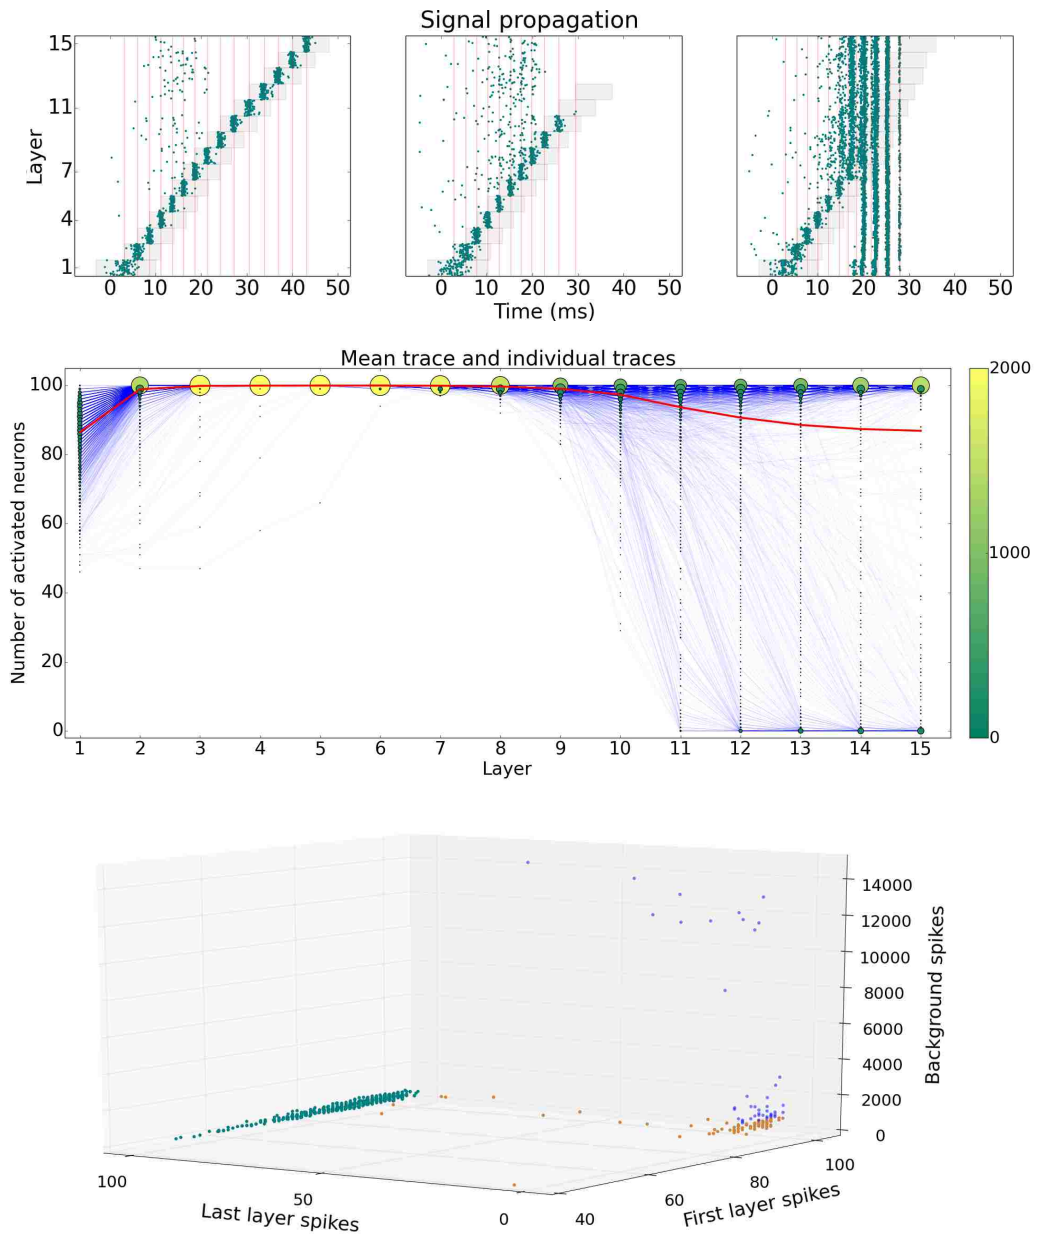 Signal propagation
Layer
15
11
7
4
1
0 10 20 30 40 50
0 10 20 30 40 50
0 10 20 30 40 50
Time (ms)
Mean trace and individual traces
Number of activated neurons
100
80
60
40
20
0
1 2 3 4 5 6 7 8 9 10 11 12 13 14 15
Layer
2000
1000
0
14000
12000
10000
8000
6000
4000
2000
0
Background spikes
100
50
0
Last layer spikes
40
60
80
100
First layer spikes